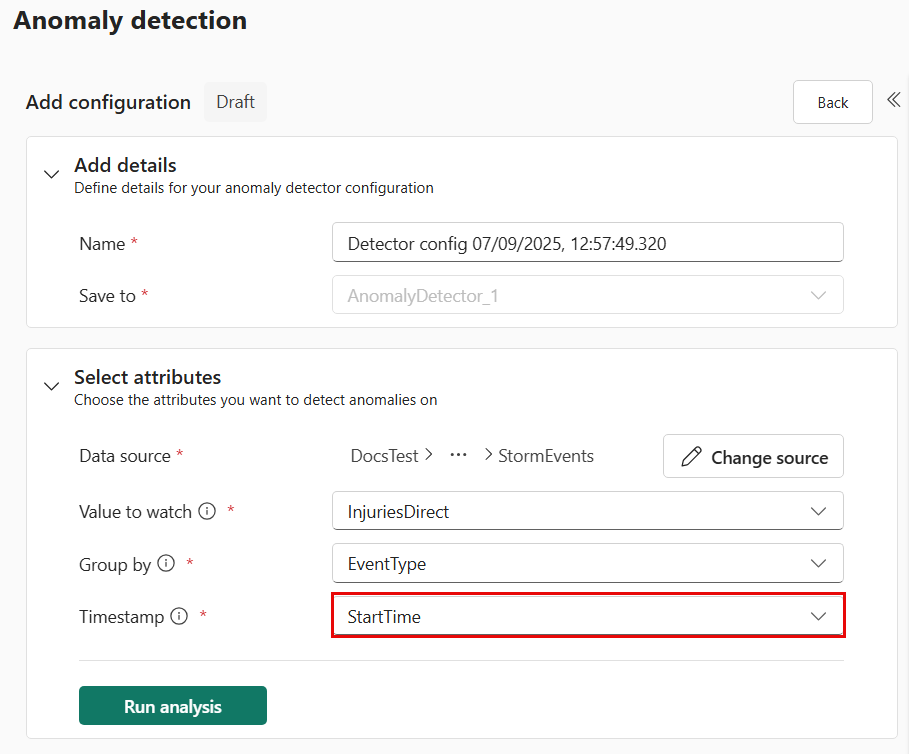 Anomaly detection
Add configuration Draft Back
Add details
Define details for your anomaly detector configuration
Name * Detector config 07/09/2025, 12:57:49.320
Save to * AnomalyDetector_1
Select attributes
Choose the attributes you want to detect anomalies on
Data source * DocsTest > ... > StormEvents Change source
Value to watch * InjuriesDirect
Group by * EventType
Timestamp * StartTime
Run analysis